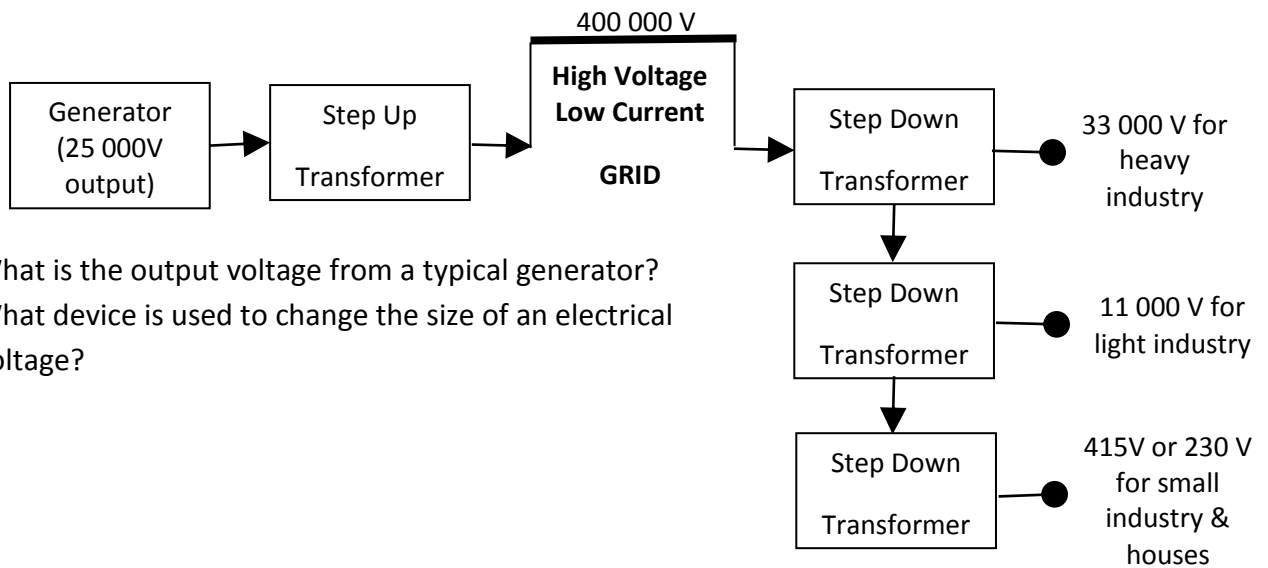 400 000 V
High Voltage
Low Current
GRID
Generator
(25 000V
output)
Step Up
Transformer
Step Down
Transformer
33 000 V for
heavy
industry
hat is the output voltage from a typical generator?
hat device is used to change the size of an electrical
oltage?
Step Down
Transformer
11 000 V for
light industry
Step Down
Transformer
415V or 230 V
for small
industry &
houses